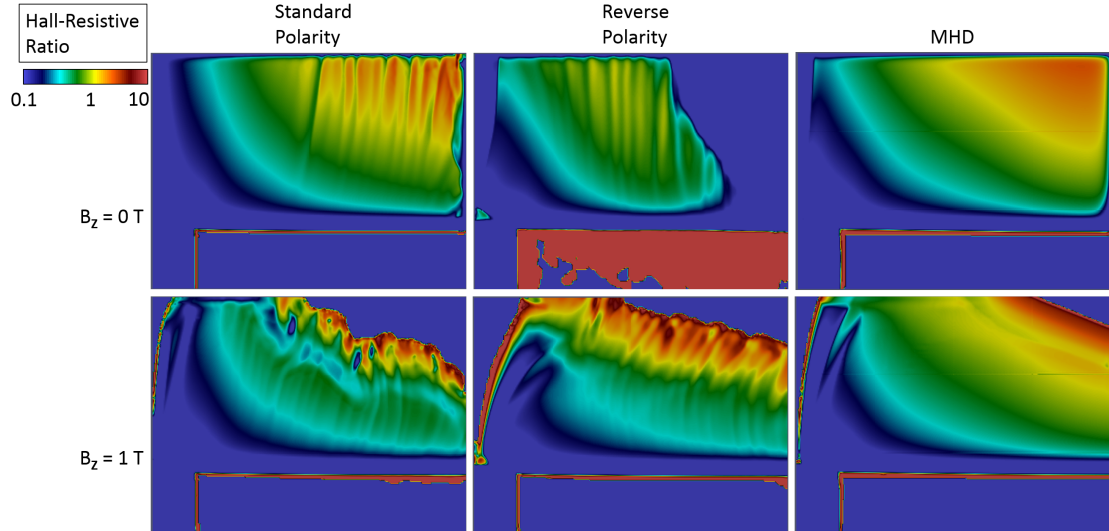 Hall-Resistive
Ratio
0.1 1 10
Standard
Polarity
Reverse
Polarity
MHD
B_z = 0 T
B_z = 1 T